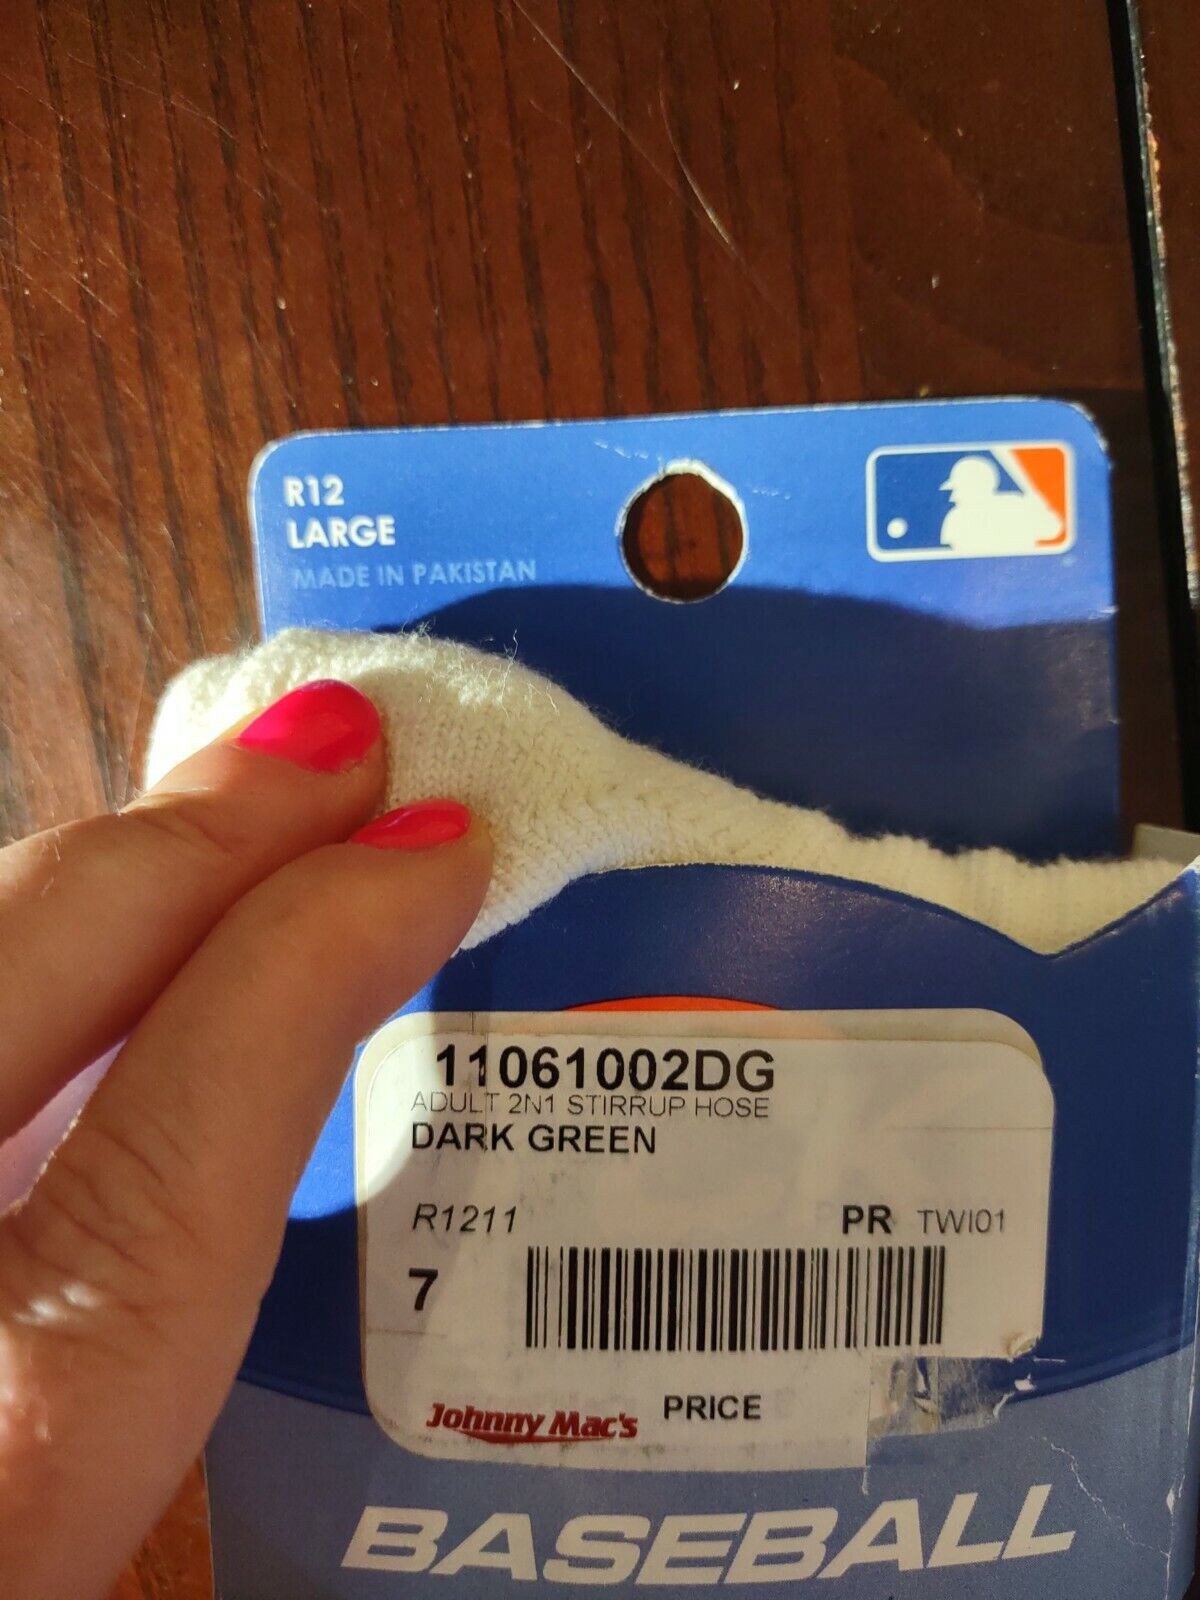 R12
LARGE
MADE IN PAKISTAN
11061002DG
ADULT 2N1 STIRRUP HOSE
DARK GREEN
R1211 PR TWI01
7
Johnny Mac's PRICE
BASEBALL